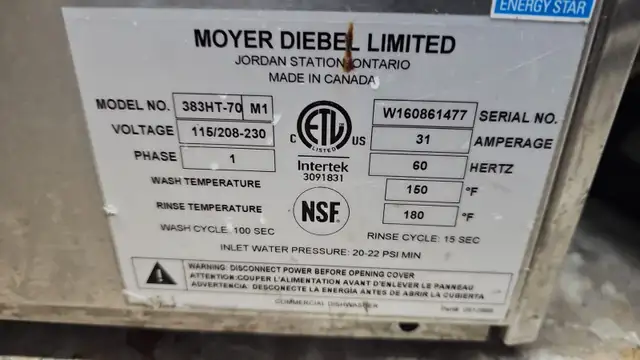 ENERGY STAR
MOYER DIEBEL LIMITED
JORDAN STATION, ONTARIO
MADE IN CANADA
MODEL NO. 383HT-70 M1
W160861477 SERIAL NO.
VOLTAGE 115/208-230
31 AMPERAGE
PHASE 1
60 HERTZ
C ETL US
LISTED
Intertek
3091831
WASH TEMPERATURE
150 °F
RINSE TEMPERATURE
180 °F
NSF
WASH CYCLE: 100 SEC
RINSE CYCLE: 15 SEC
INLET WATER PRESSURE: 20-22 PSI MIN
WARNING: DISCONNECT POWER BEFORE OPENING COVER
ATTENTION:COUPER L'ALIMENTATION AVANT D'ENLEVER LE PANNEAU
ADVERTENCIA: DESCONECTE LA ENERGÍA ANTES DE ABRIR LA CUBIERTA
COMMERCIAL DISHWASHER